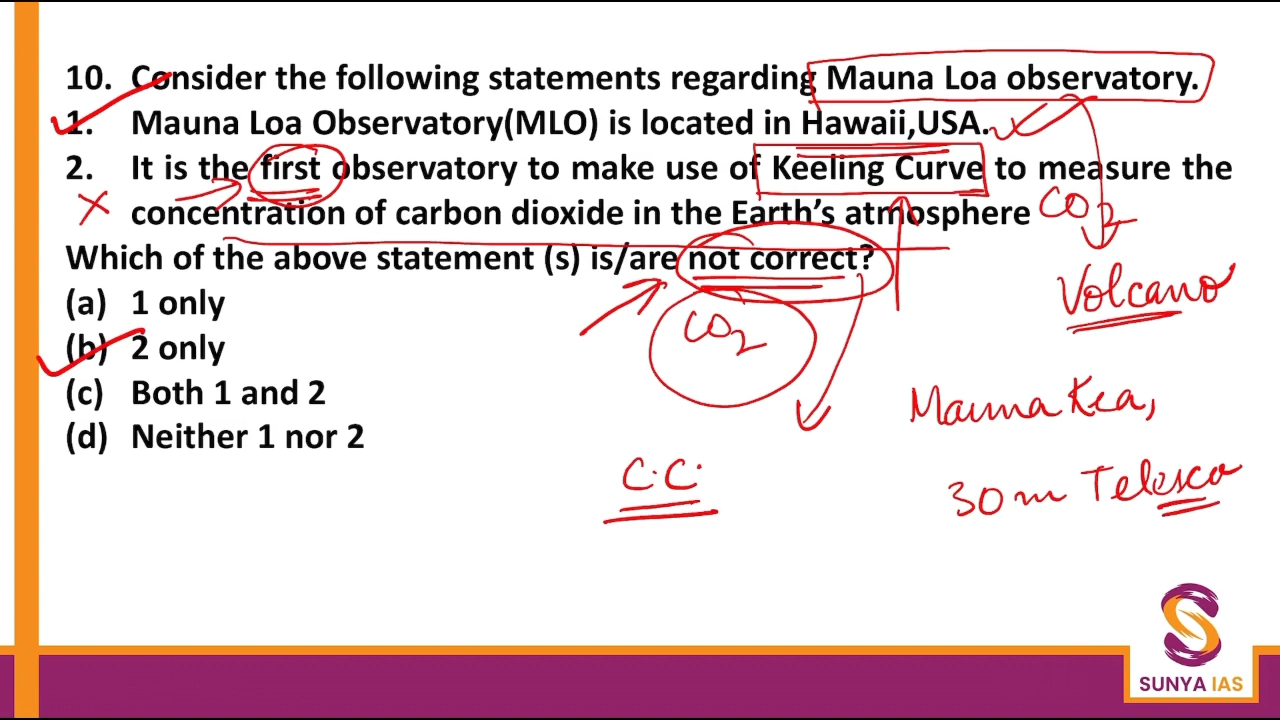 10. Consider the following statements regarding Mauna Loa observatory.
1. Mauna Loa Observatory(MLO) is located in Hawaii,USA.
2. It is the first observatory to make use of Keeling Curve to measure the
concentration of carbon dioxide in the Earth's atmosphere
CO2
Which of the above statement (s) is/are not correct?
Volcano
(a) 1 only
CO2
(b) 2 only
(c) Both 1 and 2
Mauna Kea,
(d) Neither 1 nor 2
C.C.
30m Telesco
SUNYA IAS